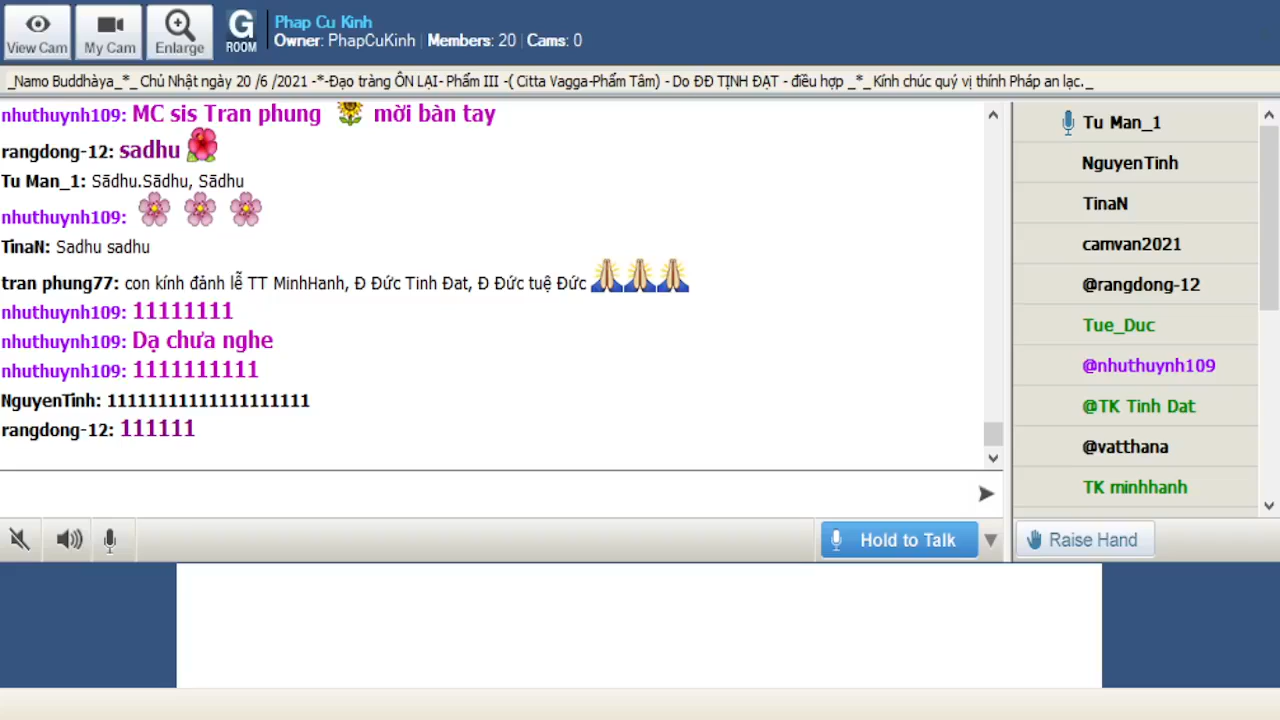 View Cam
My Cam
Enlarge
G
ROOM
Phap Cu Kinh
Owner: PhapCuKinh | Members: 20 | Cams: 0
_Namo Buddhàya_*_ Chủ Nhật ngày 20 /6 /2021 -*-Đạo tràng ÔN LẠI- Phẩm III -( Citta Vagga-Phẩm Tâm) - Do ĐĐ TỊNH ĐẠT - điều hợp _*_ Kính chúc quý vị thính Pháp an lạc._
nhuthuynh109: MC sis Tran phung mời bàn tay
rangdong-12: sadhu
Tu Man_1: Sādhu.Sādhu, Sādhu
nhuthuynh109:
TinaN: Sadhu sadhu
tran phung77: con kính đảnh lễ TT MinhHanh, Đ Đức Tinh Đat, Đ Đức tuệ Đức
nhuthuynh109: 11111111
nhuthuynh109: Dạ chưa nghe
nhuthuynh109: 1111111111
NguyenTinh: 11111111111111111111
rangdong-12: 111111
Hold to Talk
Tu Man_1
NguyenTinh
TinaN
camvan2021
@rangdong-12
Tue_Duc
@nhuthuynh109
@TK Tinh Dat
@vatthana
TK minhhanh
Raise Hand